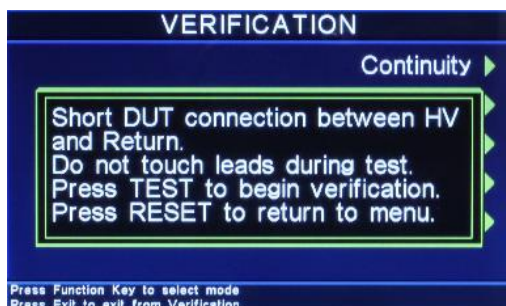 VERIFICATION
Continuity
Short DUT connection between HV
and Return.
Do not touch leads during test.
Press TEST to begin verification.
Press RESET to return to menu.
Press Function Key to select mode
Press Exit to exit from Verification